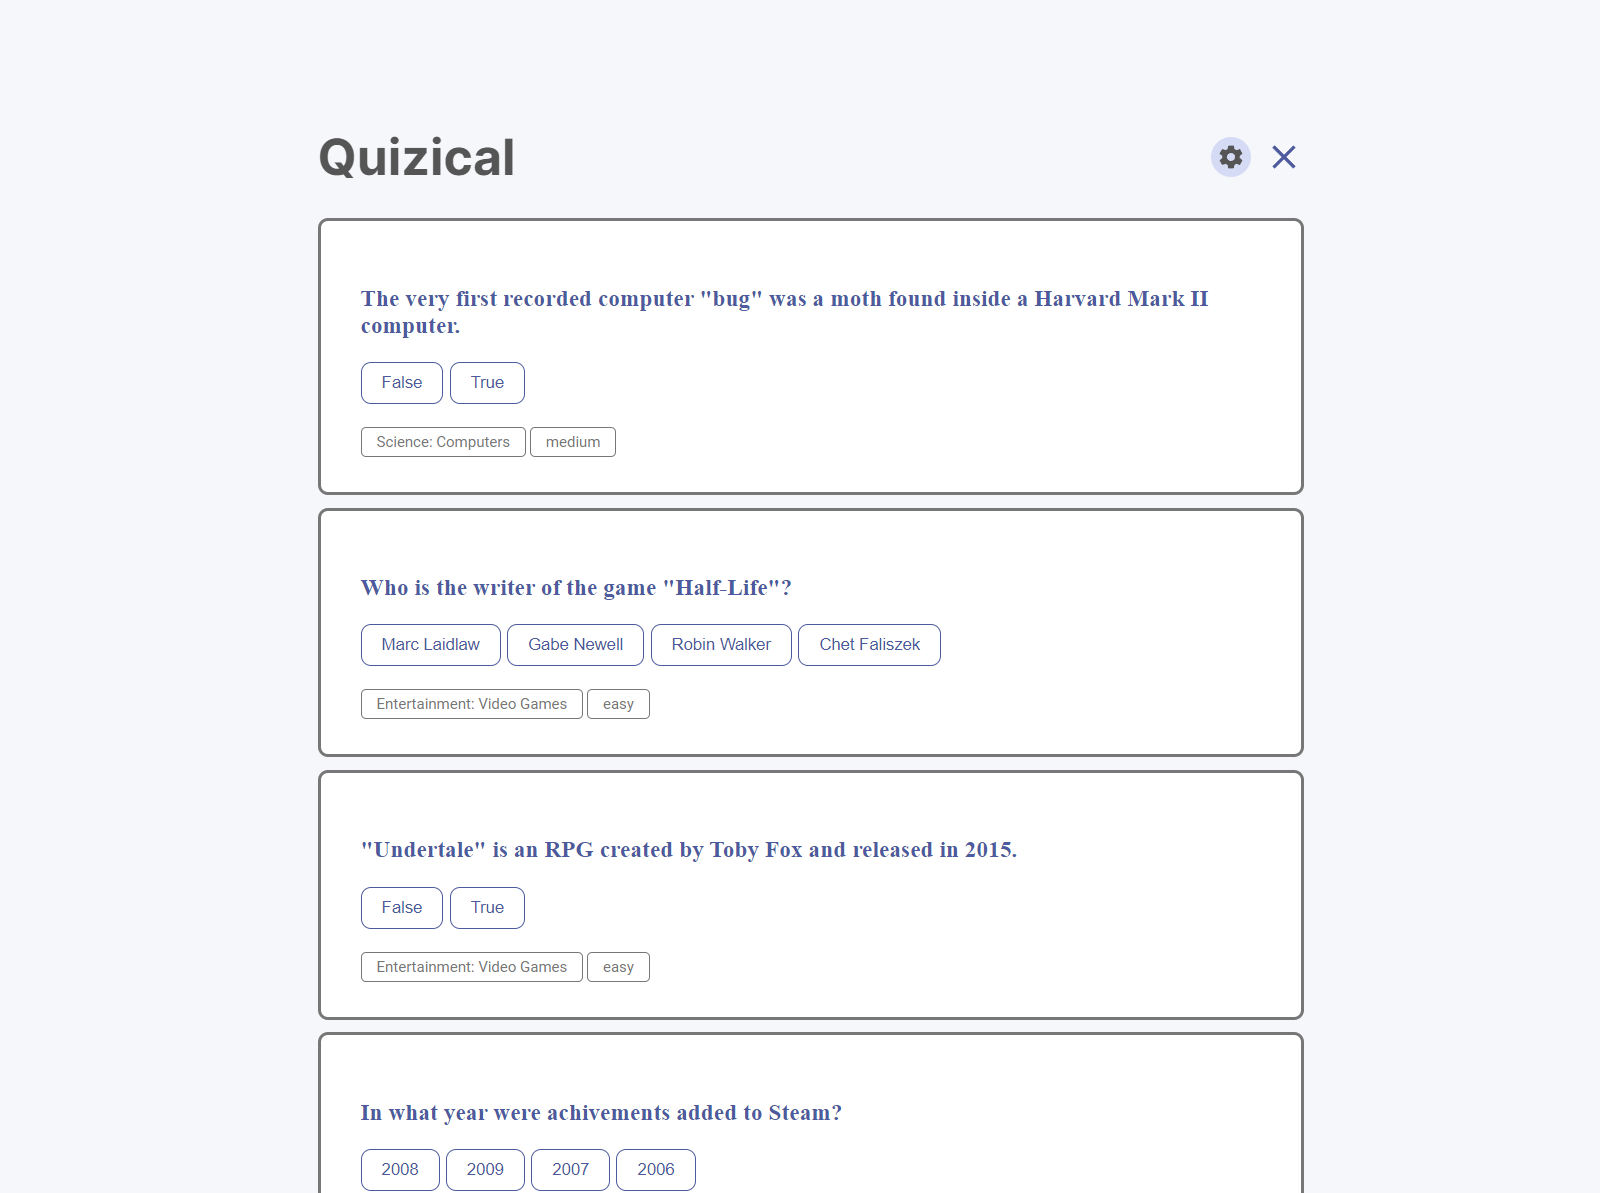 Quizical
The very first recorded computer "bug" was a moth found inside a Harvard Mark II
computer.
False True
Science: Computers medium
Who is the writer of the game "Half-Life"?
Marc Laidlaw Gabe Newell Robin Walker Chet Faliszek
Entertainment: Video Games easy
"Undertale" is an RPG created by Toby Fox and released in 2015.
False True
Entertainment: Video Games easy
In what year were achivements added to Steam?
2008 2009 2007 2006